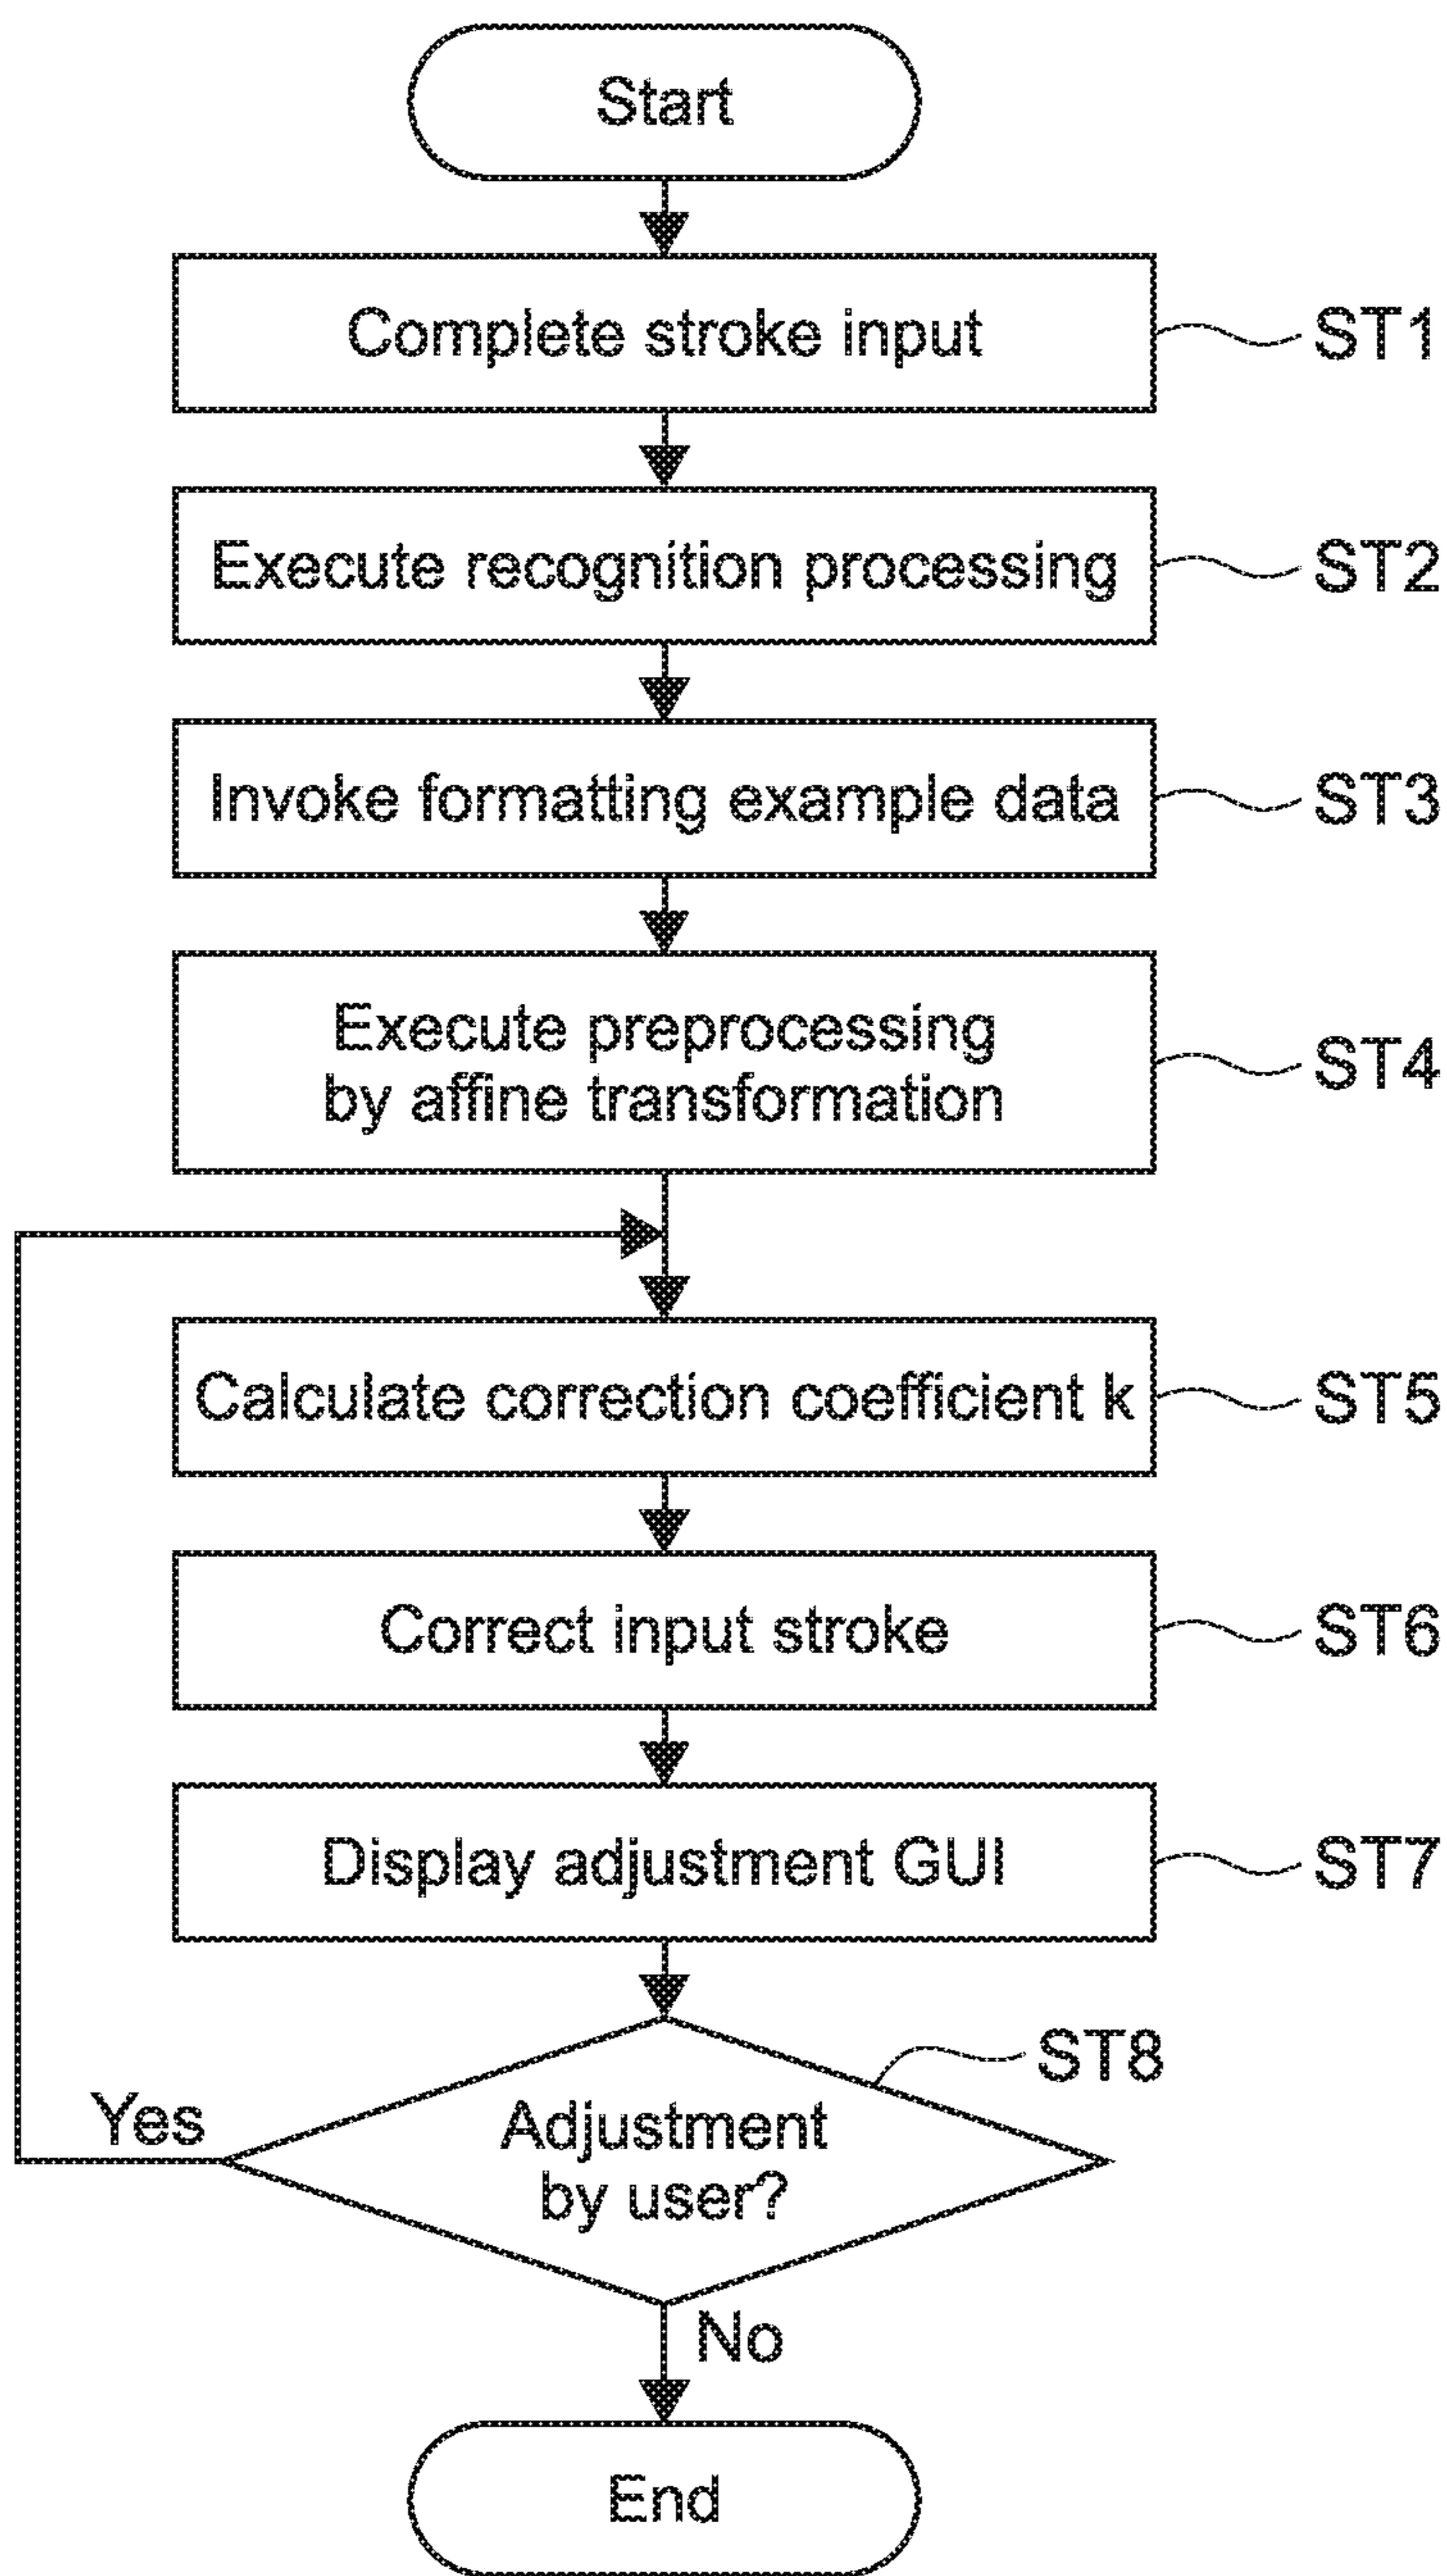 Start
Complete stroke input
ST1
Execute recognition processing
ST2
Invoke formatting example data
ST3
Execute preprocessing
by affine transformation
ST4
Calculate correction coefficient k
ST5
Correct input stroke
ST6
Display adjustment GUI
ST7
ST8
Adjustment
by user?
Yes
No
End